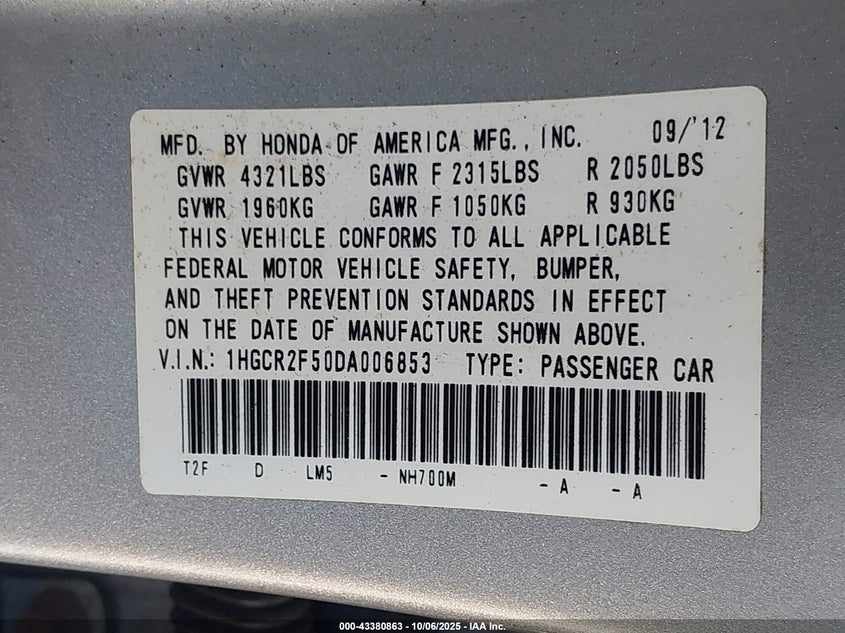 MFD. BY HONDA OF AMERICA MFG., INC. 09/'12
GVWR 4321LBS GAWR F 2315LBS R 2050LBS
GVWR 1960KG GAWR F 1050KG R 930KG
THIS VEHICLE CONFORMS TO ALL APPLICABLE
FEDERAL MOTOR VEHICLE SAFETY, BUMPER,
AND THEFT PREVENTION STANDARDS IN EFFECT
ON THE DATE OF MANUFACTURE SHOWN ABOVE.
V.I.N.: 1HGCR2F50DA006853 TYPE: PASSENGER CAR
T2F D LM5 - NH700M - A - A
000-43380863 - 10/06/2025 - IAA Inc.